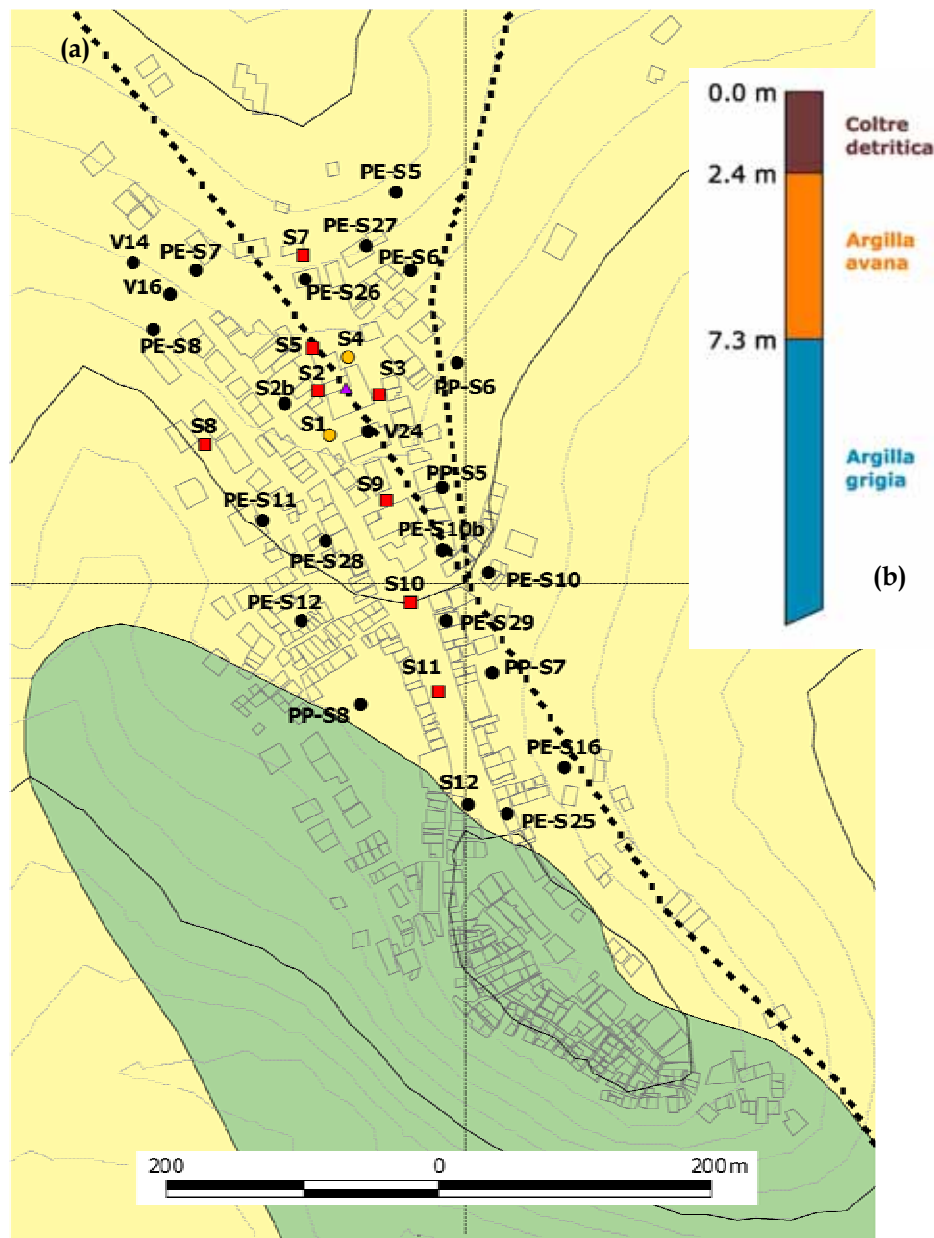 (a)
0.0 m
Coltre
detritica
2.4 m
PE-S5
PE-S27
S7
V14
PE-S7
PE-S6
Argilla
avana
V16
PE-S26
PE-S8
S5
S4
7.3 m
S2
S3
S2b
PP-S6
S1
S8
V24
Argilla
grigia
PP-S5
S9
PE-S11
PE-S10b
PE-S28
(b)
PE-S10
S10
PE-S12
PE-S29
S11
PP-S7
PP-S8
PE-S16
S12
PE-S25
200
0
200m